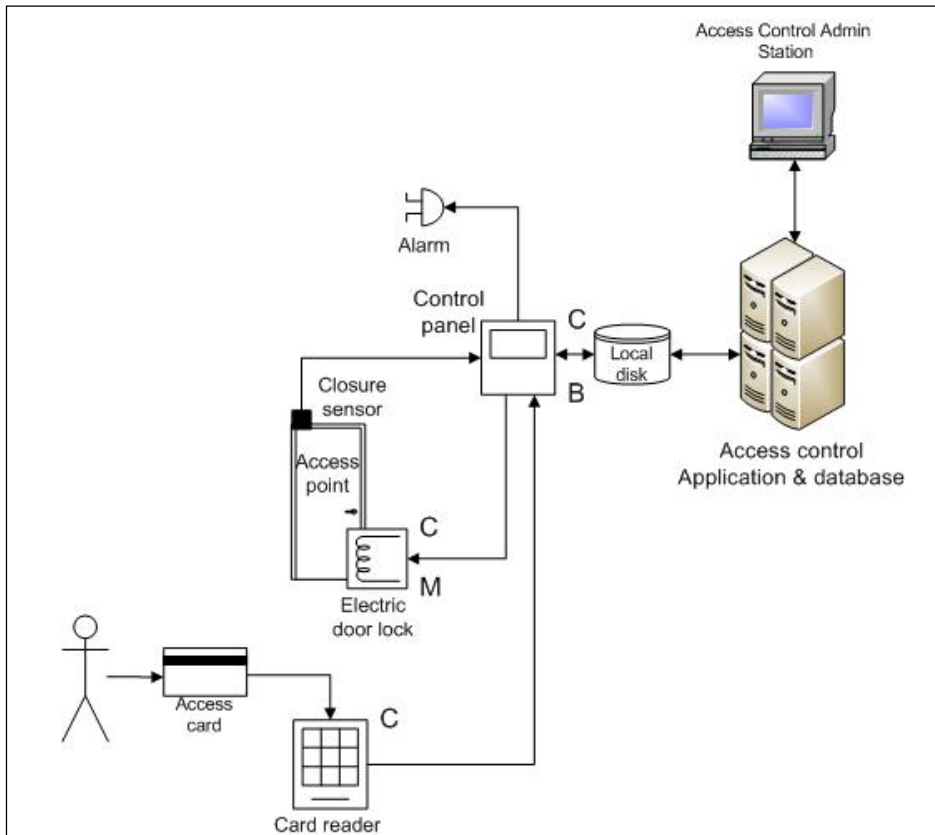 Access Control Admin
Station
Alarm
Control
panel
C
Local
disk
B
Closure
sensor
Access
point
Access control
Application & database
C
M
Electric
door lock
Access
card
C
Card reader